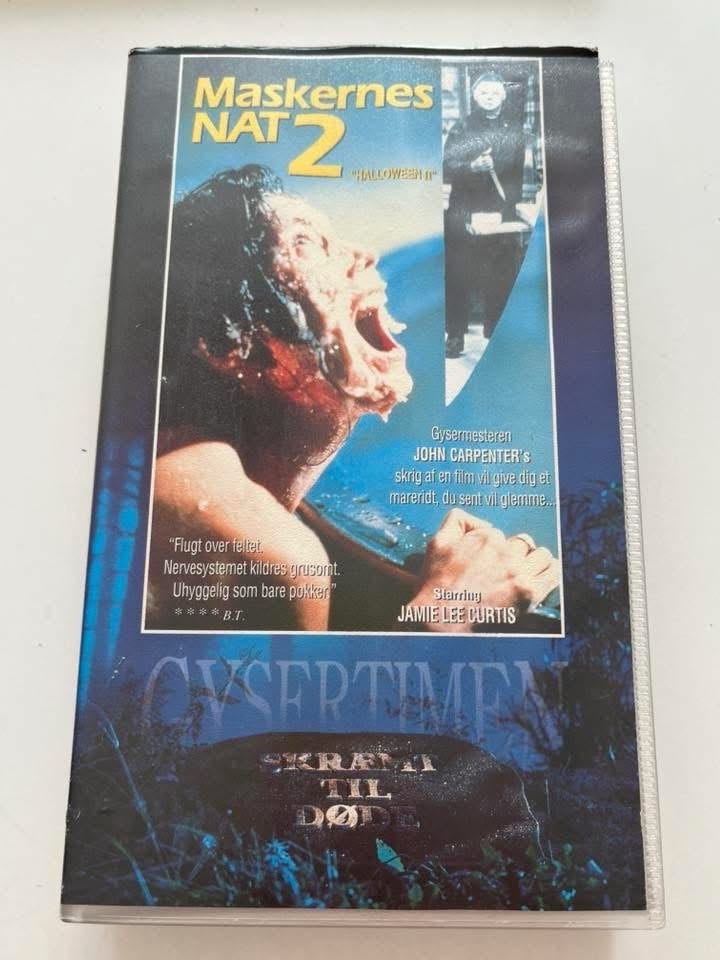 Maskernes
NAT 2
"HALLOWEEN II"
Gysermesteren
JOHN CARPENTER's
skrig af en film vil give dig et
mareridt, du sent vil glemme...
"Flugt over feltet.
Nervesystemet kildres grusomt.
Uhyggelig som bare pokker"
**** B.T.
Starring
JAMIE LEE CURTIS
GYSERTIMEN
SKRÆMT
TIL
DØDE